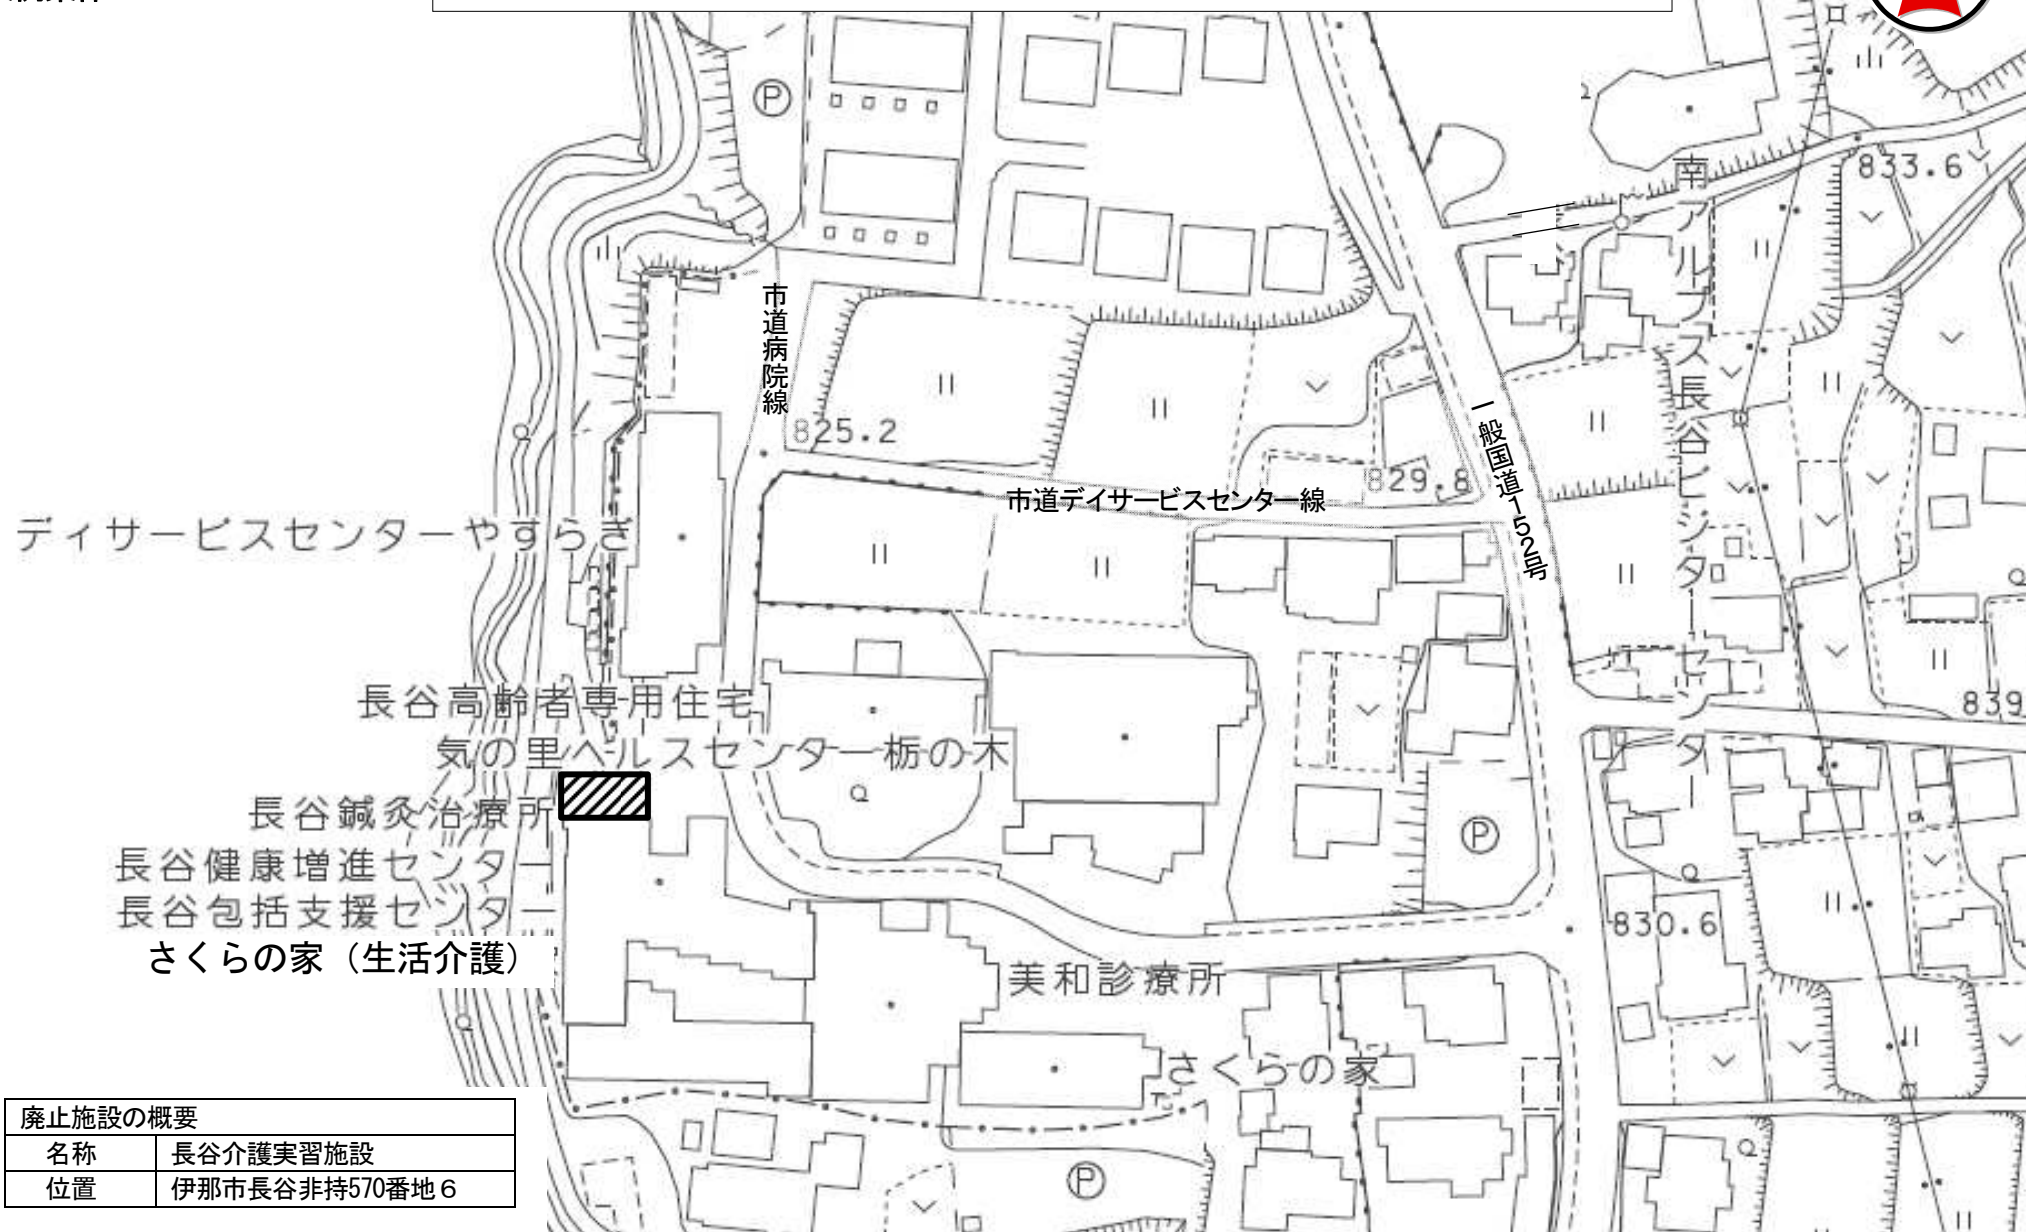 833.6
市道病院線
825.2
一般国道152号
829.8
市道デイサービスセンター線
南アルプス長谷ビジターセンター
ディサービスセンターやすらぎ
長谷高齢者専用住宅
839
気の里ヘルスセンター栃の木
長谷鍼灸治療所
長谷健康増進センター
長谷包括支援センター
さくらの家（生活介護）
830.6
美和診療所
さくらの家
廃止施設の概要
名称 長谷介護実習施設
位置 伊那市長谷非持570番地６
P
P
P